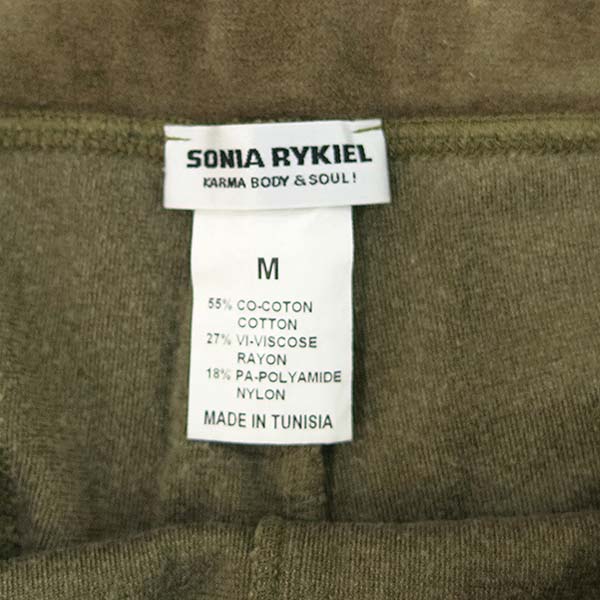 SONIA RYKIEL
KARMA BODY & SOUL!
M
55% CO-COTON
COTTON
27% VI-VISCOSE
RAYON
18% PA-POLYAMIDE
NYLON
MADE IN TUNISIA